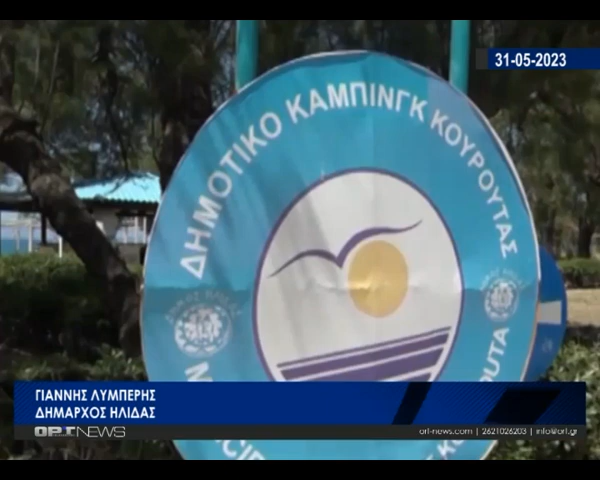 31-05-2023
ΔΗΜΟΤΙΚΟ ΚΑΜΠΙΝΓΚ ΚΟΥΡΟΥΤΑΣ
ΓΙΑΝΝΗΣ ΛΥΜΠΕΡΗΣ
ΔΗΜΑΡΧΟΣ ΗΛΙΔΑΣ
ORT NEWS
ort-news.com | 2621026203 | info@ort.gr